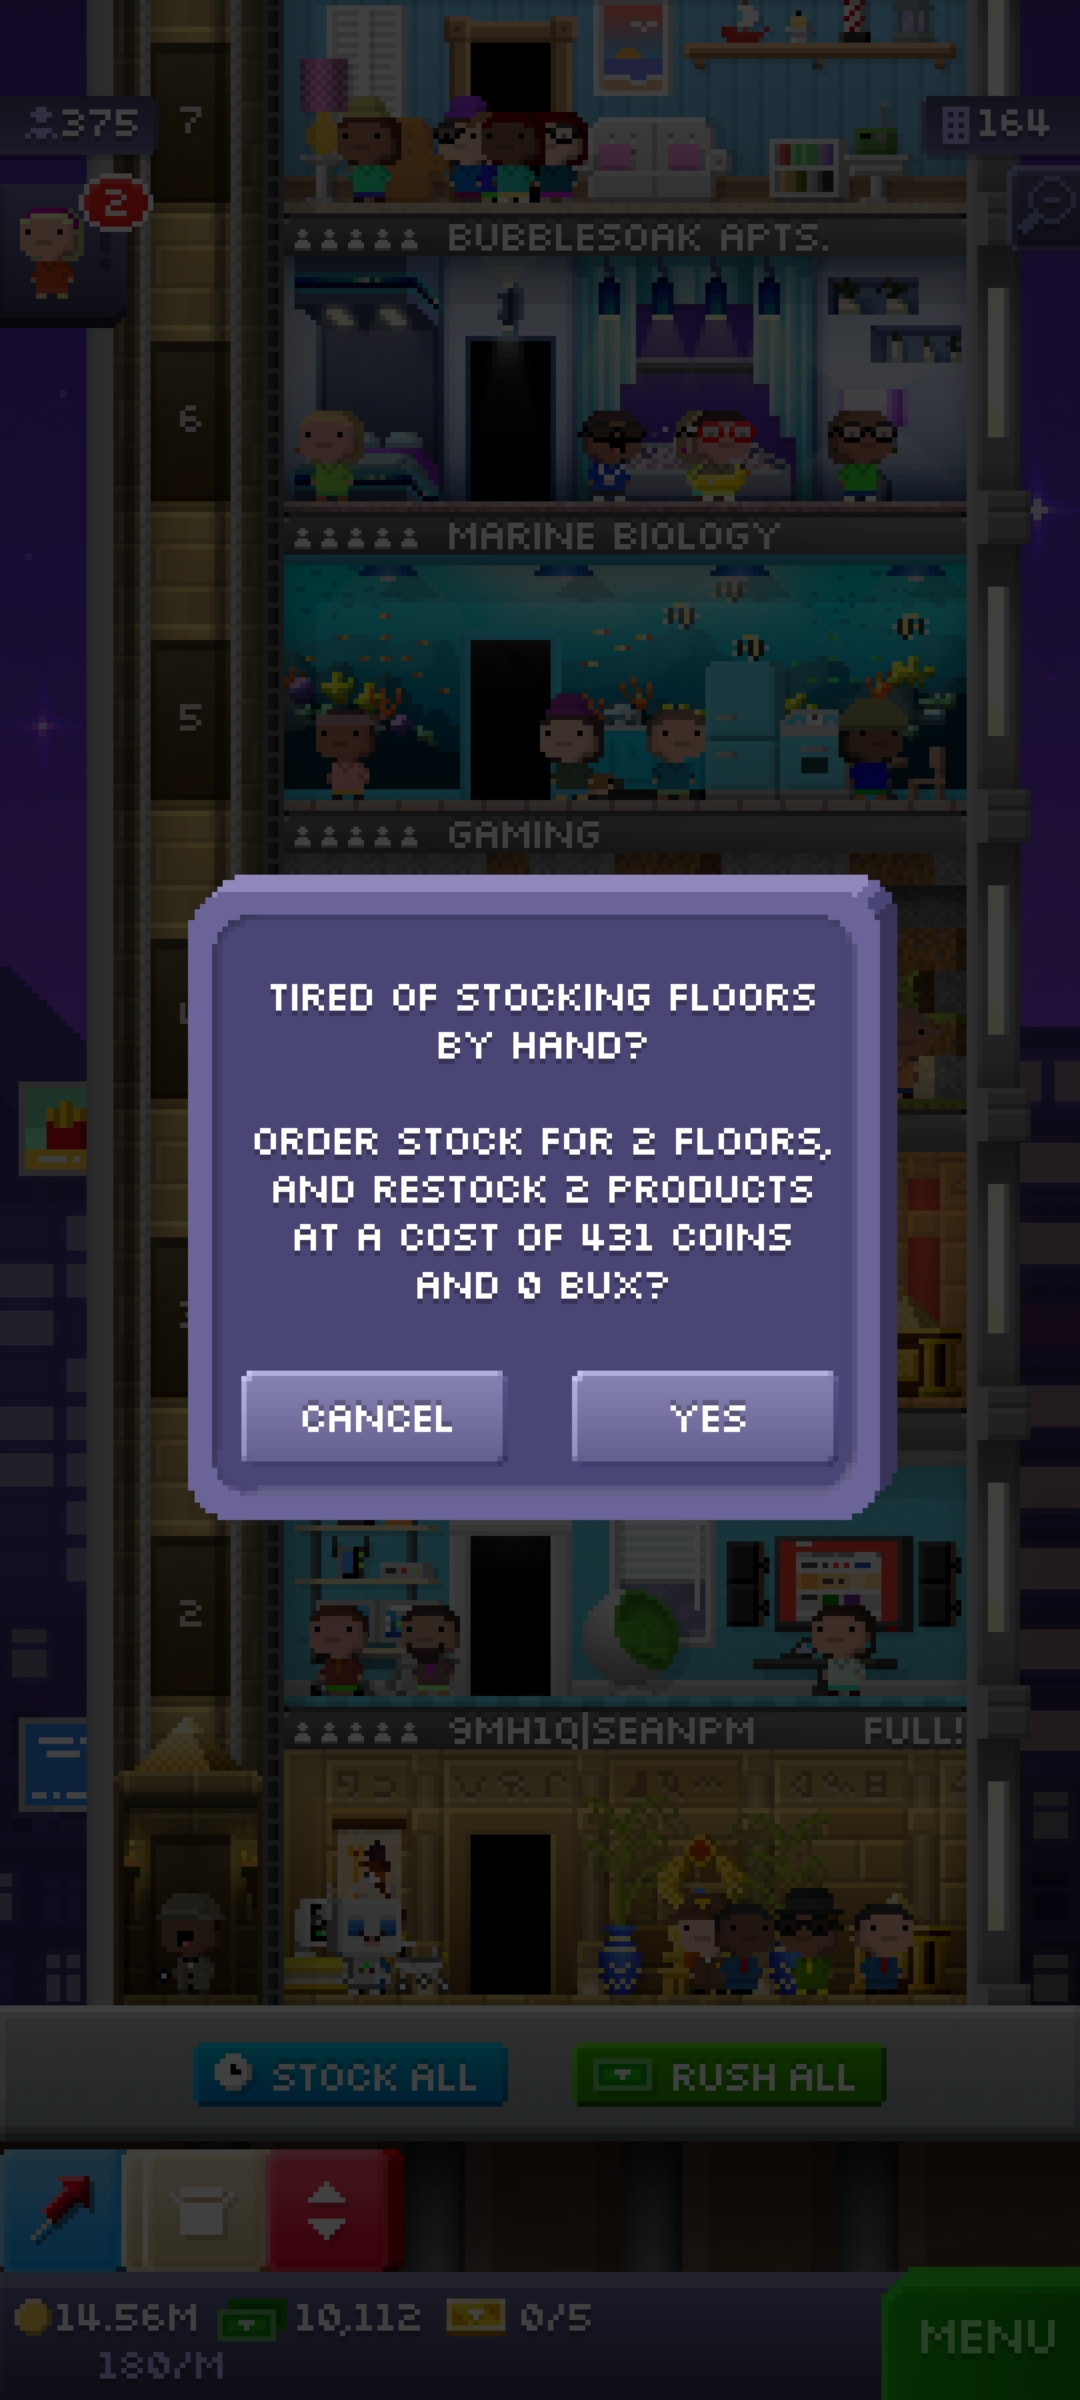 375
7
164
2
BUBBLESOAK APTS.
6
MARINE BIOLOGY
5
GAMING
TIRED OF STOCKING FLOORS
BY HAND?
ORDER STOCK FOR 2 FLOORS,
AND RESTOCK 2 PRODUCTS
AT A COST OF 431 COINS
AND 0 BUX?
CANCEL
YES
2
9MH1Q|SEANPM FULL!
STOCK ALL
RUSH ALL
14.56M 10,112 0/5
180/M
MENU